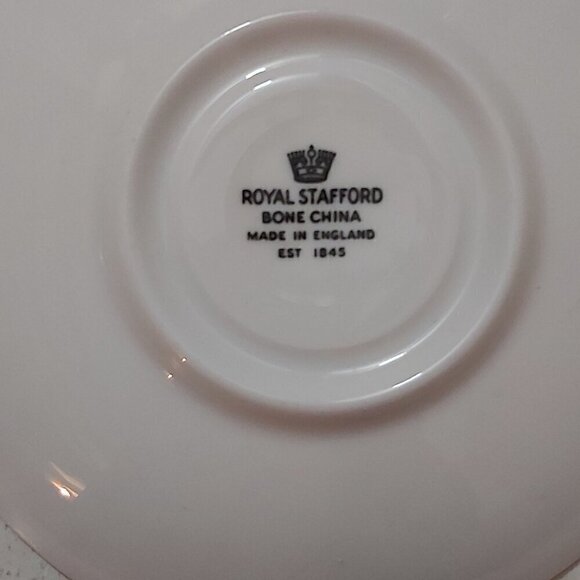 ROYAL STAFFORD
BONE CHINA
MADE IN ENGLAND
EST 1845